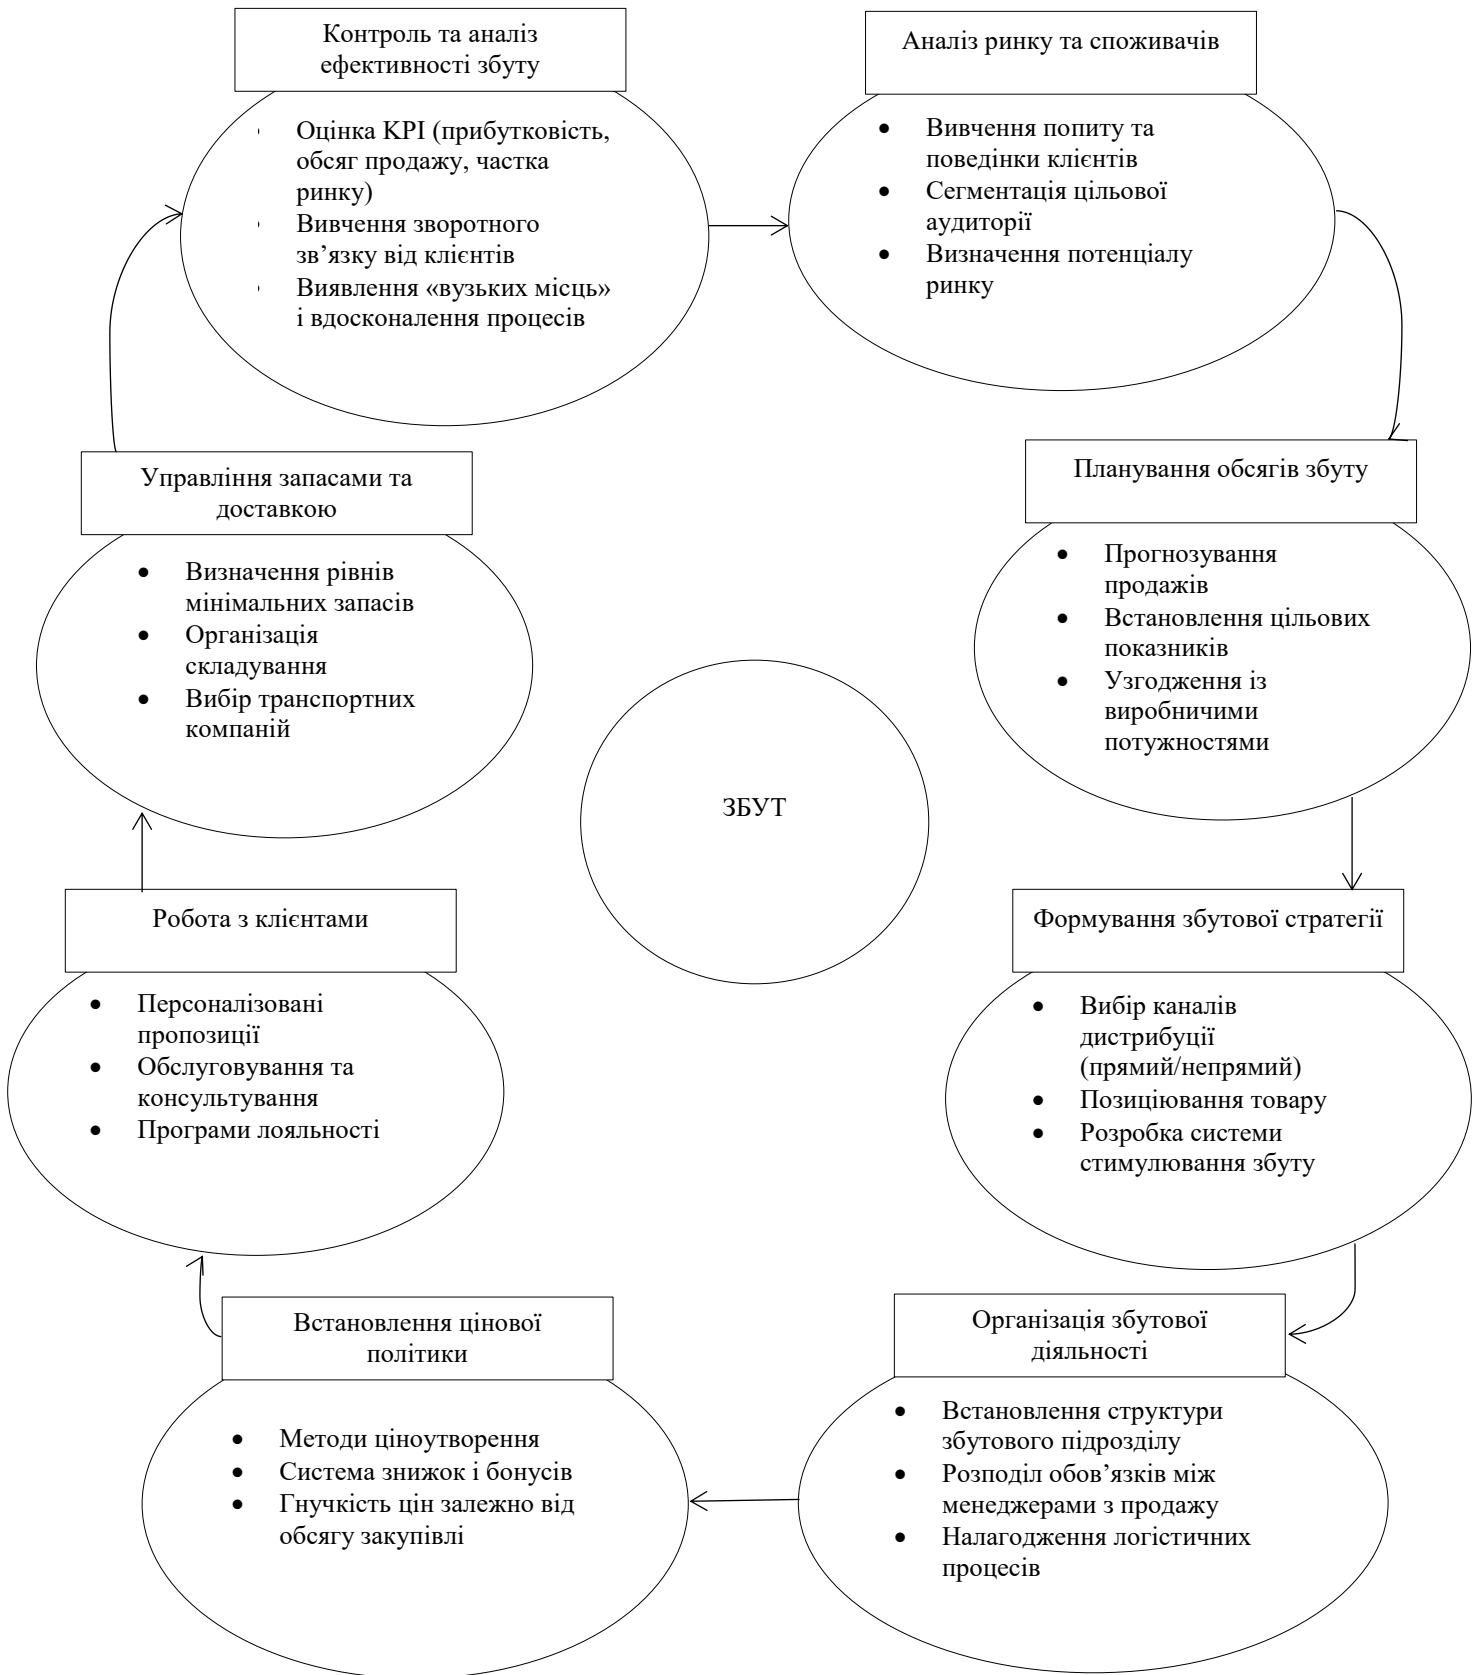 Контроль та аналіз
ефективності збуту
Оцінка KPI (прибутковість,
обсяг продажу, частка
ринку)
Вивчення зворотного
зв’язку від клієнтів
Виявлення «вузьких місць»
і вдосконалення процесів
Аналіз ринку та споживачів
Вивчення попиту та
поведінки клієнтів
Сегментація цільової
аудиторії
Визначення потенціалу
ринку
Управління запасами та
доставкою
Визначення рівнів
мінімальних запасів
Організація
складування
Вибір транспортних
компаній
Планування обсягів збуту
Прогнозування
продажів
Встановлення цільових
показників
Узгодження із
виробничими
потужностями
ЗБУТ
Робота з клієнтами
Персоналізовані
пропозиції
Обслуговування та
консультування
Програми лояльності
Формування збутової стратегії
Вибір каналів
дистрибуції
(прямий/непрямий)
Позиціювання товару
Розробка системи
стимулювання збуту
Встановлення цінової
політики
Методи ціноутворення
Система знижок і бонусів
Гнучкість цін залежно від
обсягу закупівлі
Організація збутової
діяльності
Встановлення структури
збутового підрозділу
Розподіл обов’язків між
менеджерами з продажу
Налагодження логістичних
процесів